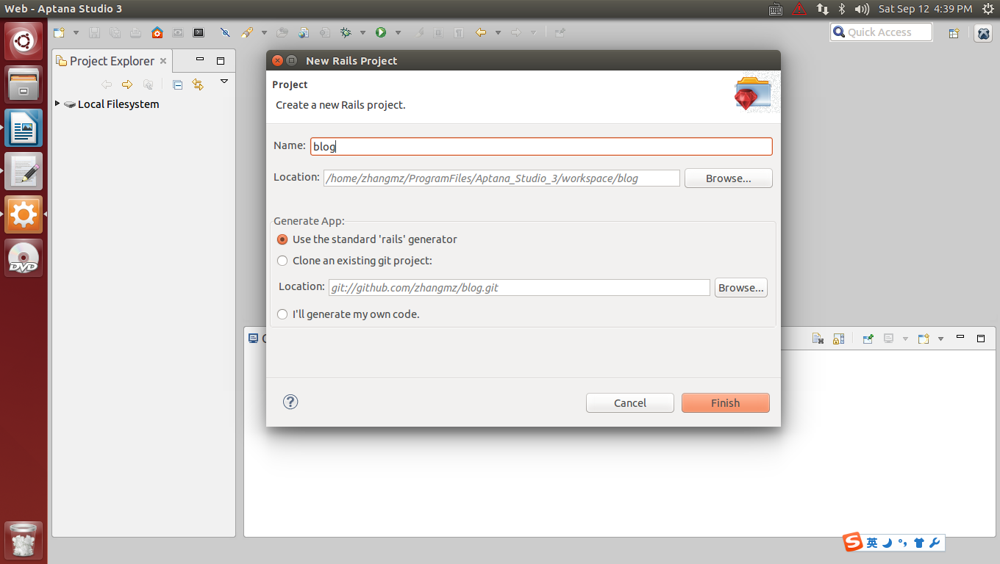 Web - Aptana Studio 3
Sat Sep 12 4:39 PM
Quick Access
Project Explorer
Local Filesystem
New Rails Project
Project
Create a new Rails project.
Name: blog
Location: /home/zhangmz/ProgramFiles/Aptana_Studio_3/workspace/blog Browse...
Generate App:
Use the standard 'rails' generator
Clone an existing git project:
Location: git://github.com/zhangmz/blog.git Browse...
I'll generate my own code.
Cancel Finish
DVD
S 英